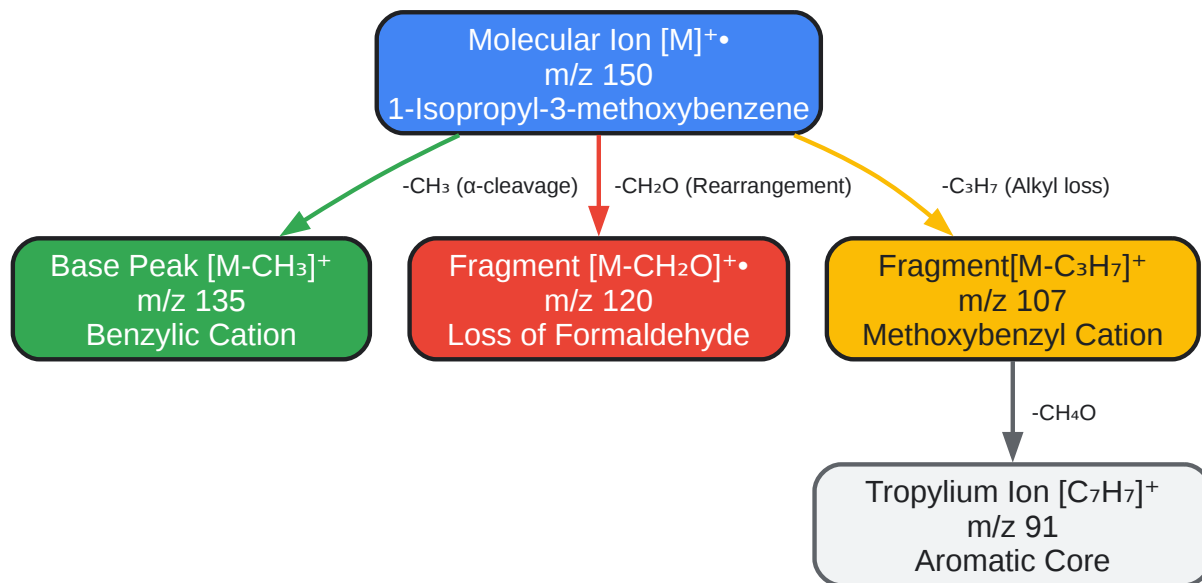 Molecular Ion [M]⁺•
m/z 150
1-Isopropyl-3-methoxybenzene
-CH₃ (α-cleavage)
-CH₂O (Rearrangement)
-C₃H₇ (Alkyl loss)
Base Peak [M-CH₃]⁺
m/z 135
Benzylic Cation
Fragment [M-CH₂O]⁺•
m/z 120
Loss of Formaldehyde
Fragment[M-C₃H₇]⁺
m/z 107
Methoxybenzyl Cation
-CH₄O
Tropylium Ion [C₇H₇]⁺
m/z 91
Aromatic Core